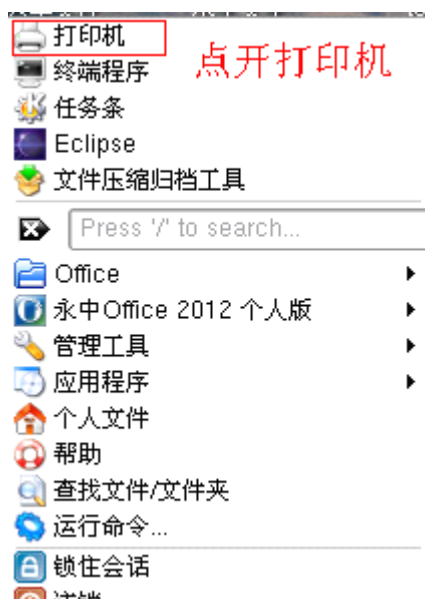 打印机
点开打印机
终端程序
任务条
Eclipse
文件压缩归档工具
Press '/' to search...
Office
永中Office 2012 个人版
管理工具
应用程序
个人文件
帮助
查找文件/文件夹
运行命令...
锁住会话